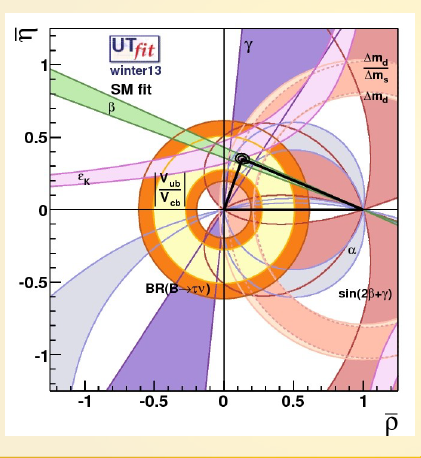 η̅
UTfit
winter13
SM fit
γ
Δm_d
Δm_s
Δm_d
β
ε_K
|V_ub
V_cb|
α
BR(B→τν)
sin(2β+γ)
1
0.5
0
-0.5
-1
-1
-0.5
0
0.5
1
ρ̅